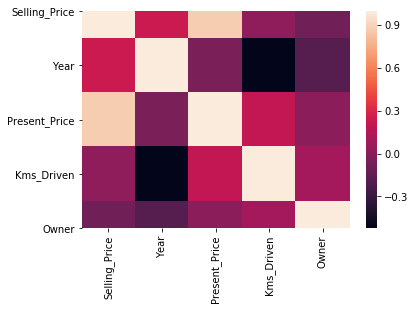 Selling_Price
Year
Present_Price
Kms_Driven
Owner
Selling_Price
Year
Present_Price
Kms_Driven
Owner
0.9
0.6
0.3
0.0
−0.3